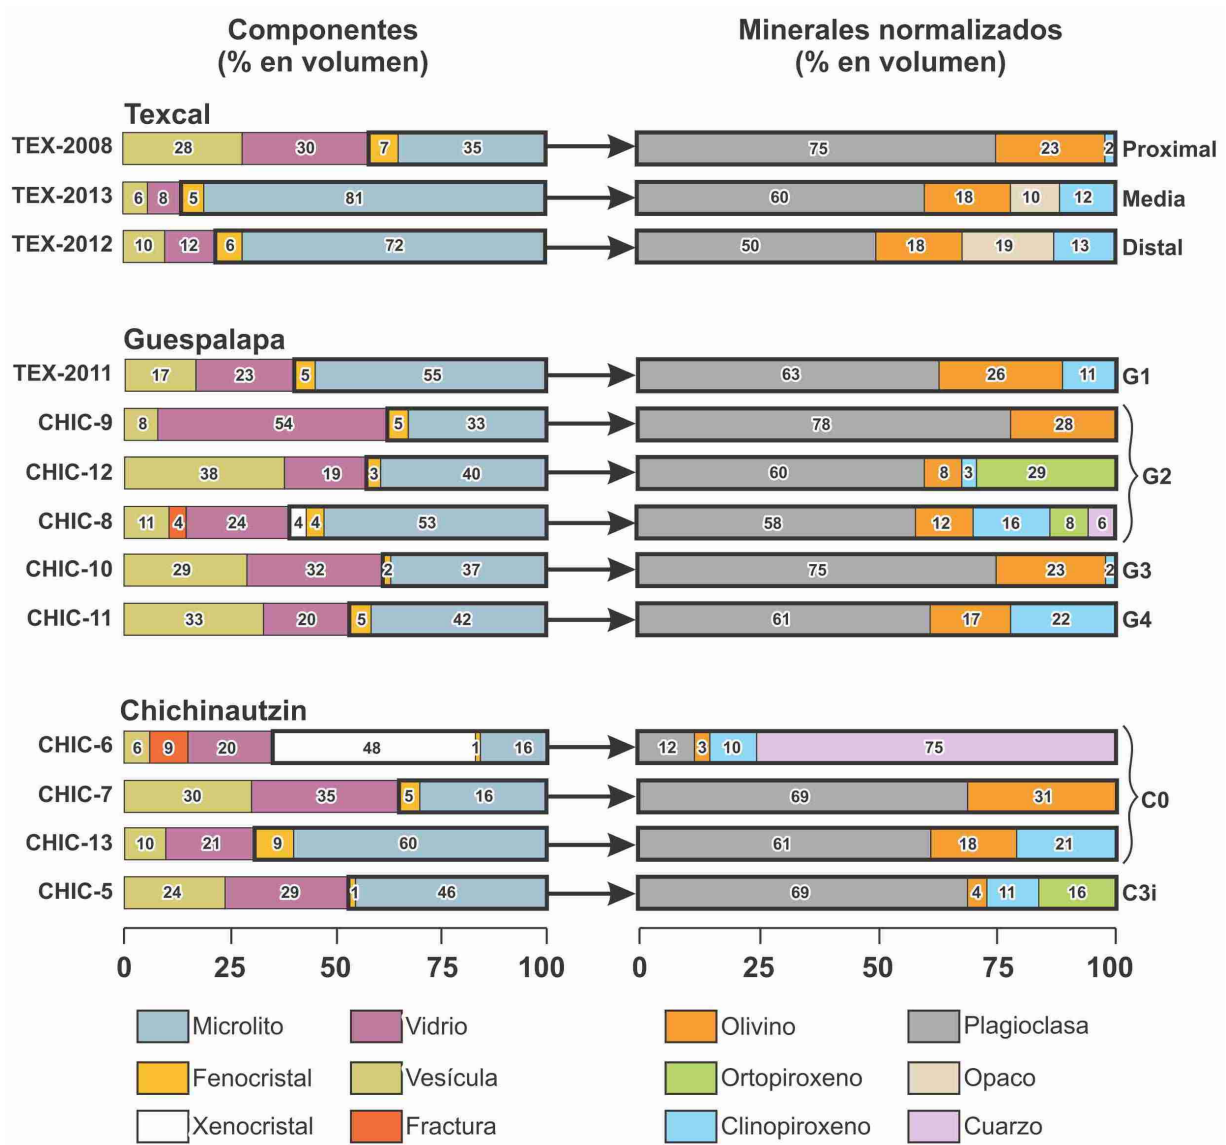 Componentes
(% en volumen)
Minerales normalizados
(% en volumen)
Texcal
TEX-2008 28 30 7 35 75 23 2 Proximal
TEX-2013 6 8 5 81 60 18 10 12 Media
TEX-2012 10 12 6 72 50 18 19 13 Distal
Guespalapa
TEX-2011 17 23 5 55 63 26 11 G1
CHIC-9 8 54 5 33 78 28
CHIC-12 38 19 3 40 60 8 3 29
G2
CHIC-8 11 4 24 4 4 53 58 12 16 8 6
CHIC-10 29 32 2 37 75 23 2 G3
CHIC-11 33 20 5 42 61 17 22 G4
Chichinautzin
CHIC-6 6 9 20 48 1 16 12 3 10 75
CHIC-7 30 35 5 16 69 31
C0
CHIC-13 10 21 9 60 61 18 21
CHIC-5 24 29 1 46 69 4 11 16 C3i
0 25 50 75 100 0 25 50 75 100
Microlito Vidrio Olivino Plagioclasa
Fenocristal Vesícula Ortopiroxeno Opaco
Xenocristal Fractura Clinopiroxeno Cuarzo